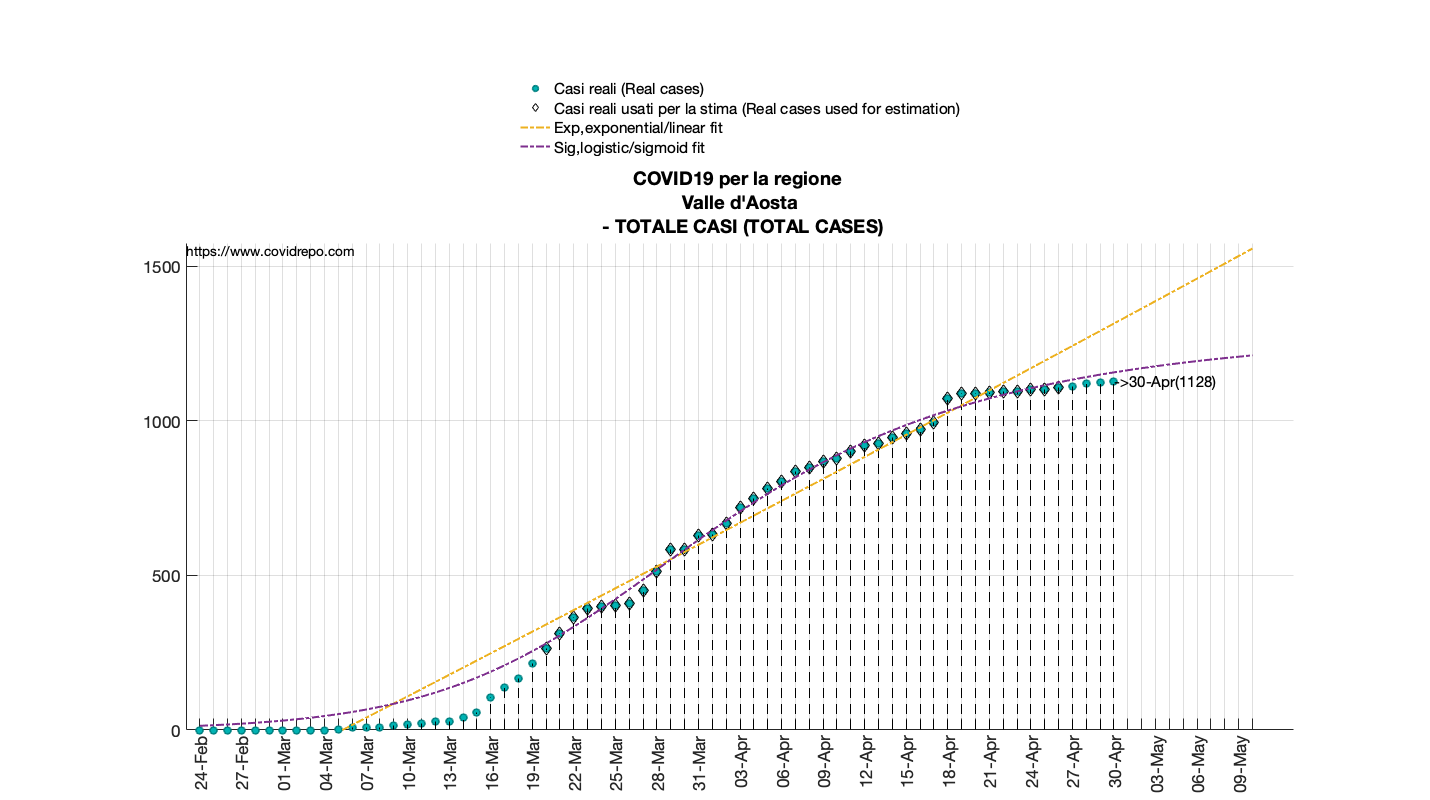 Casi reali (Real cases)
Casi reali usati per la stima (Real cases used for estimation)
Exp,exponential/linear fit
Sig,logistic/sigmoid fit
COVID19 per la regione
Valle d'Aosta
- TOTALE CASI (TOTAL CASES)
https://www.covidrepo.com
1500
1000
500
0
->30-Apr(1128)
24-Feb
27-Feb
01-Mar
04-Mar
07-Mar
10-Mar
13-Mar
16-Mar
19-Mar
22-Mar
25-Mar
28-Mar
31-Mar
03-Apr
06-Apr
09-Apr
12-Apr
15-Apr
18-Apr
21-Apr
24-Apr
27-Apr
30-Apr
03-May
06-May
09-May